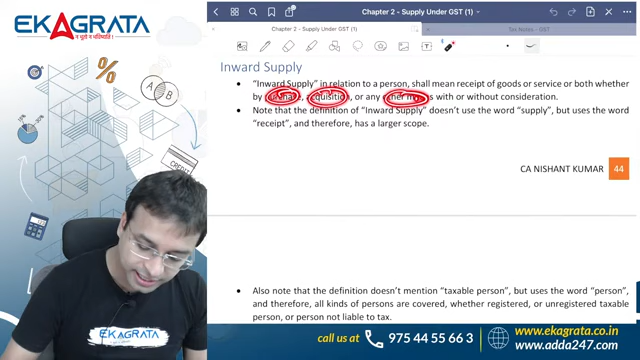 EKAGRATA
Chapter 2 - Supply Under GST (1)
Chapter 2 - Supply Under GST (1)
Tax Notes - GST
Inward Supply
• "Inward Supply" in relation to a person, shall mean receipt of goods or service or both whether
by purchase, acquisition, or any other means with or without consideration.
• Note that the definition of "Inward Supply" doesn't use the word "supply", but uses the word
"receipt", and therefore, has a larger scope.
CA NISHANT KUMAR 44
• Also note that the definition doesn't mention "taxable person", but uses the word "person",
and therefore, all kinds of persons are covered, whether registered, or unregistered taxable
person, or person not liable to tax.
%
A B
CREDIT CARD
EKAGRATA
call us at 975 44 55 66 3
www.ekagrata.co.in
www.adda247.com